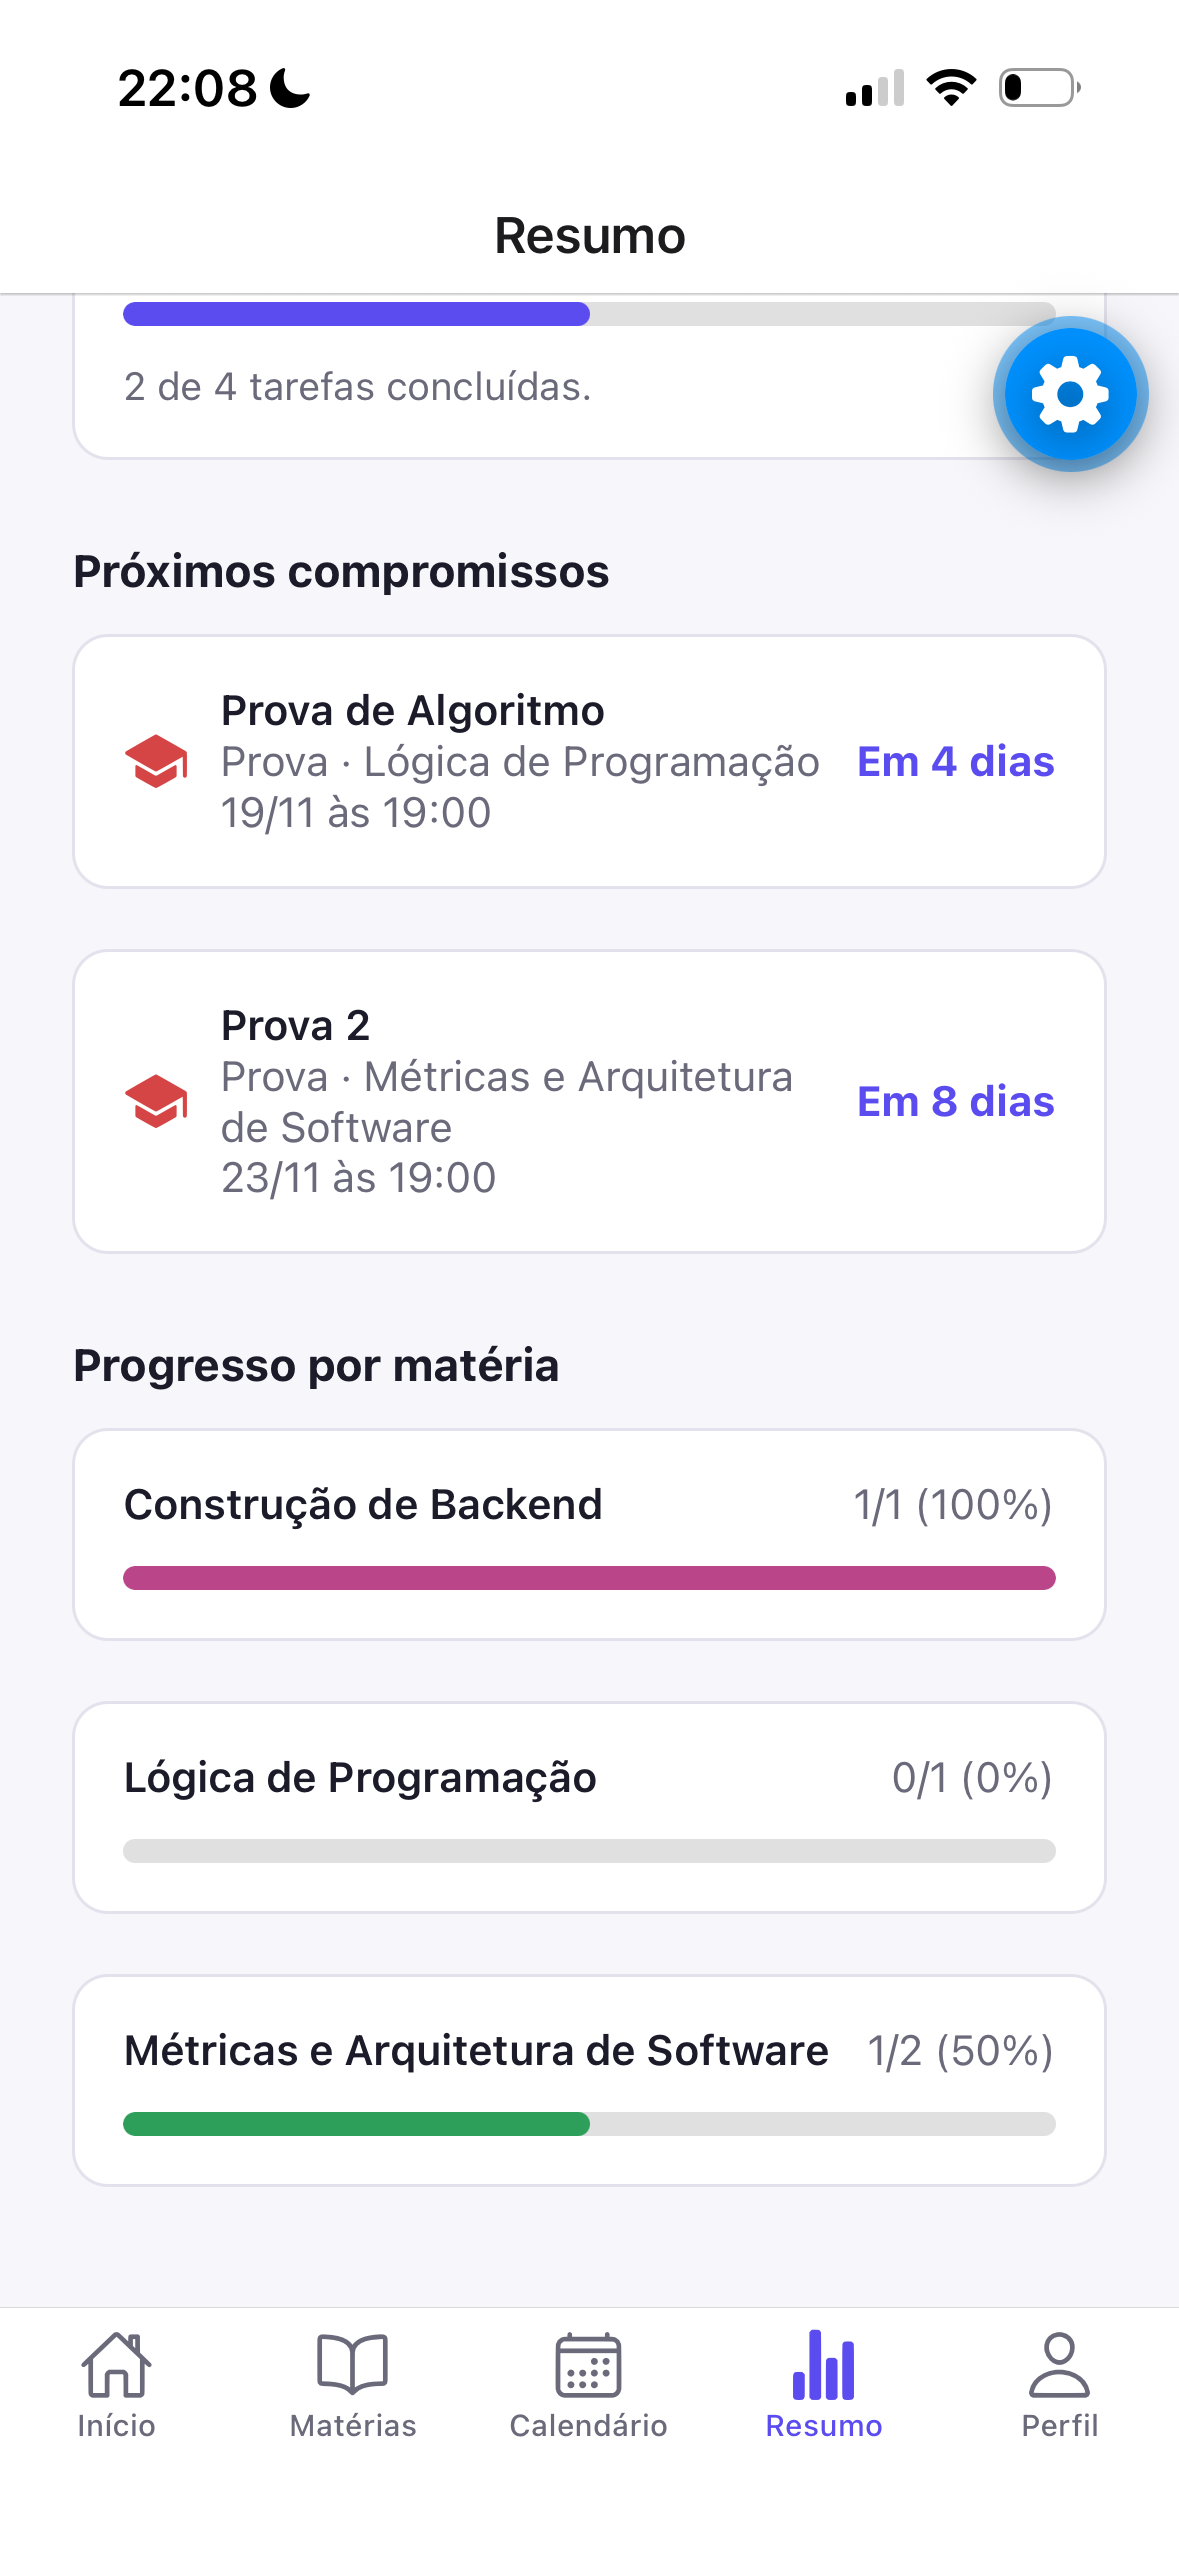 22:08
Resumo
2 de 4 tarefas concluídas.
Próximos compromissos
Prova de Algoritmo
Prova · Lógica de Programação
19/11 às 19:00
Em 4 dias
Prova 2
Prova · Métricas e Arquitetura
de Software
23/11 às 19:00
Em 8 dias
Progresso por matéria
Construção de Backend 1/1 (100%)
Lógica de Programação 0/1 (0%)
Métricas e Arquitetura de Software 1/2 (50%)
Início Matérias Calendário Resumo Perfil